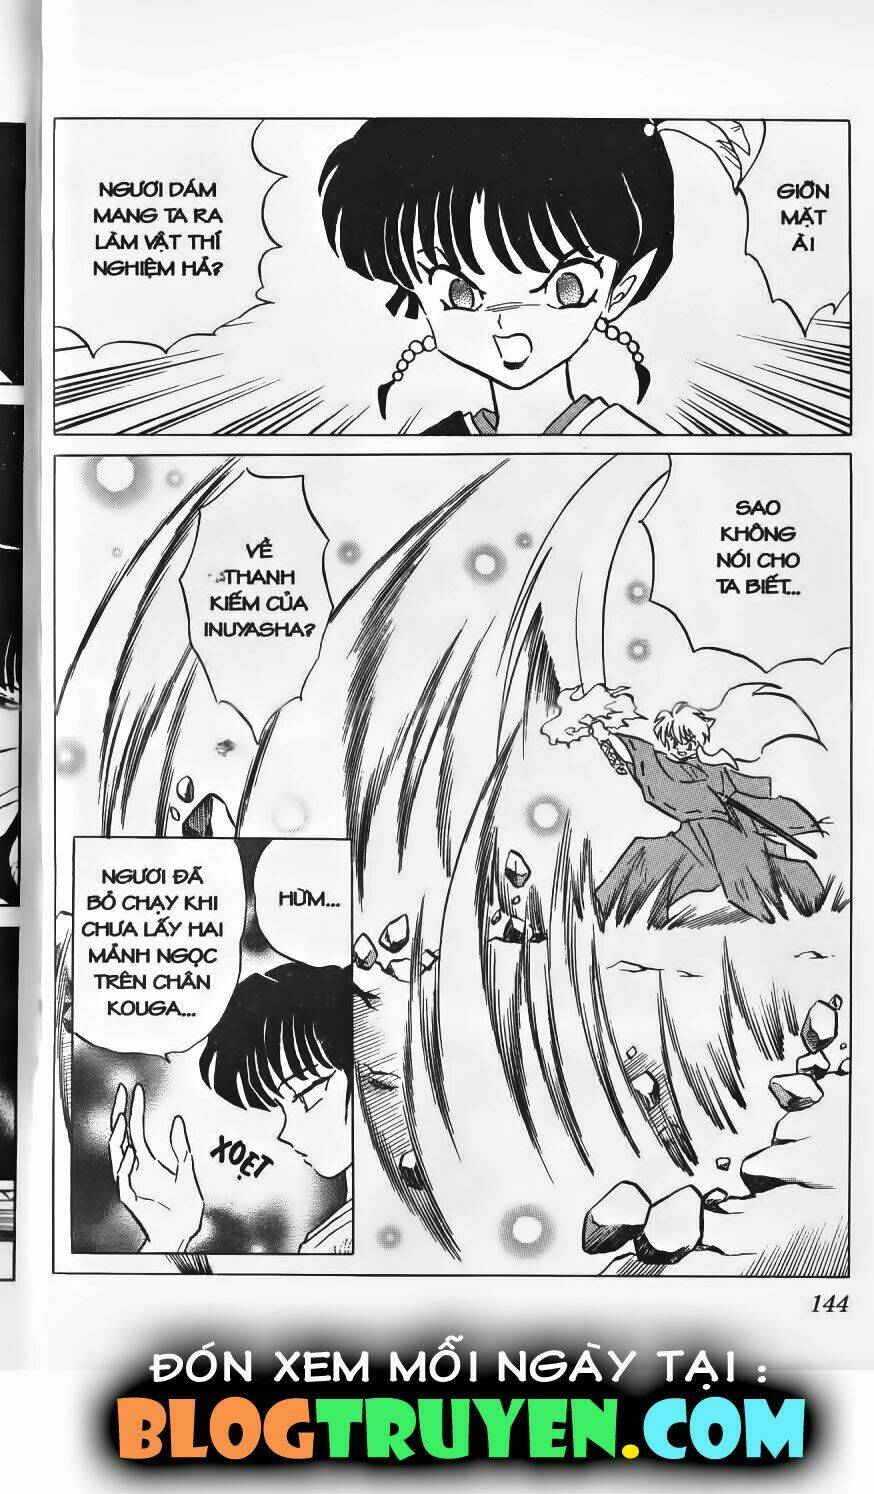 GIỠN
MẶT
À!
NGƯƠI DÁM
MANG TA RA
LÀM VẬT THÍ
NGHIỆM HẢ?
SAO
KHÔNG
NÓI CHO
TA BIẾT...
VỀ
THANH
KIẾM CỦA
INUYASHA?
HỪM...
NGƯƠI ĐÃ
BỎ CHẠY KHI
CHƯA LẤY HAI
MẢNH NGỌC
TRÊN CHÂN
KOUGA...
XOẸT
144
ĐÓN XEM MỖI NGÀY TẠI :
BLOGTRUYEN.COM